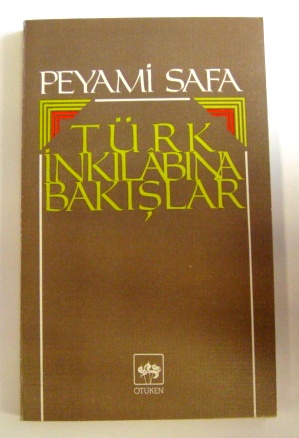 PEYAMİ SAFA
TÜRK
İNKILÂBINA
BAKIŞLAR
ÖTÜKEN